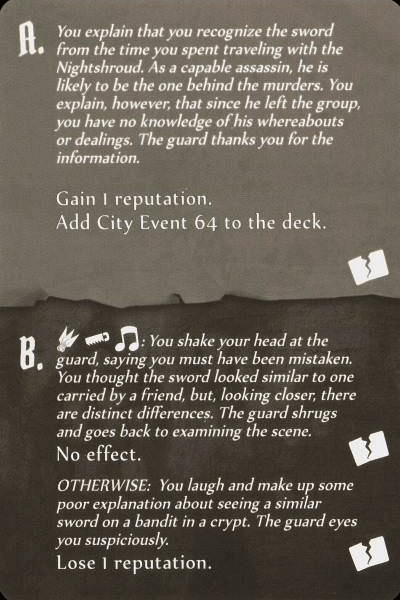 A. You explain that you recognize the sword
from the time you spent traveling with the
Nightshroud. As a capable assassin, he is
likely to be the one behind the murders. You
explain, however, that since he left the group,
you have no knowledge of his whereabouts
or dealings. The guard thanks you for the
information.
Gain 1 reputation.
Add City Event 64 to the deck.
B. : You shake your head at the
guard, saying you must have been mistaken.
You thought the sword looked similar to one
carried by a friend, but, looking closer, there
are distinct differences. The guard shrugs
and goes back to examining the scene.
No effect.
OTHERWISE: You laugh and make up some
poor explanation about seeing a similar
sword on a bandit in a crypt. The guard eyes
you suspiciously.
Lose 1 reputation.